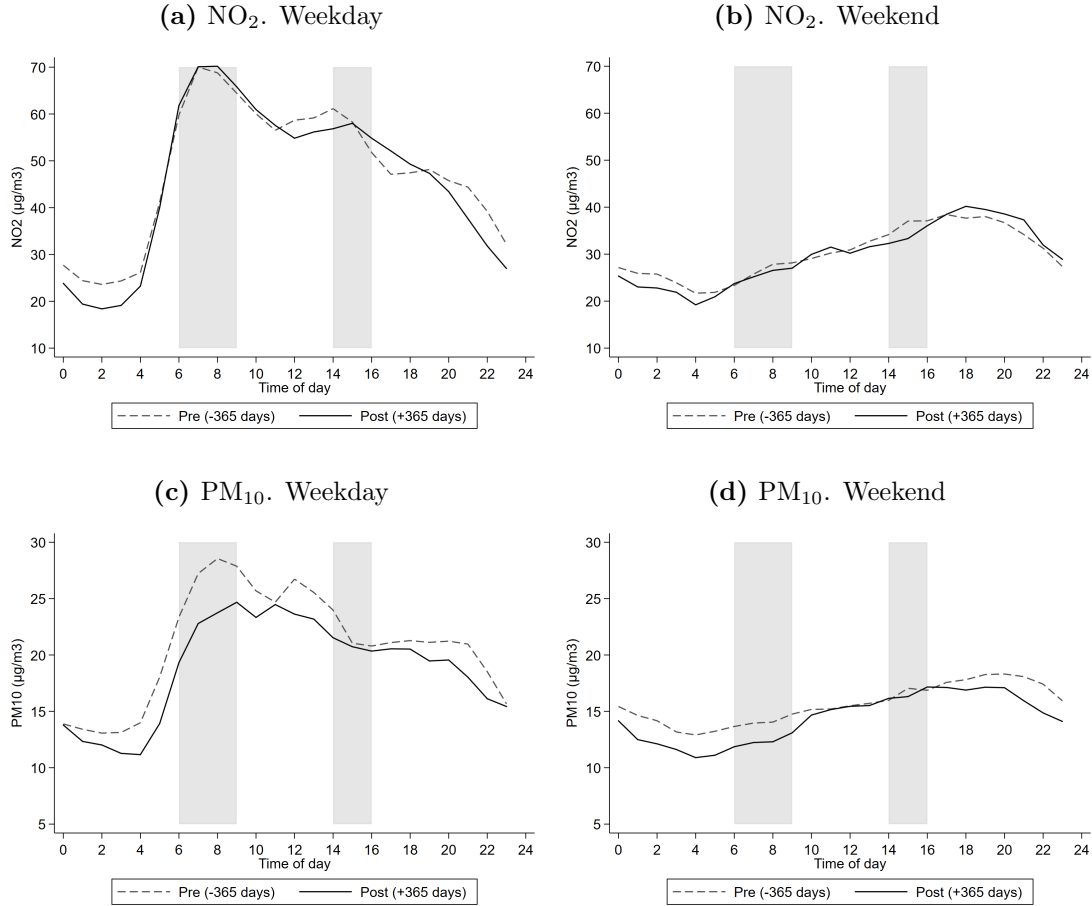 (a) NO₂. Weekday
NO2 (µg/m3)
70
60
50
40
30
20
10
0 2 4 6 8 10 12 14 16 18 20 22 24
Time of day
Pre (-365 days) Post (+365 days)
(b) NO₂. Weekend
NO2 (µg/m3)
70
60
50
40
30
20
10
0 2 4 6 8 10 12 14 16 18 20 22 24
Time of day
Pre (-365 days) Post (+365 days)
(c) PM₁₀. Weekday
PM10 (µg/m3)
30
25
20
15
10
5
0 2 4 6 8 10 12 14 16 18 20 22 24
Time of day
Pre (-365 days) Post (+365 days)
(d) PM₁₀. Weekend
PM10 (µg/m3)
30
25
20
15
10
5
0 2 4 6 8 10 12 14 16 18 20 22 24
Time of day
Pre (-365 days) Post (+365 days)